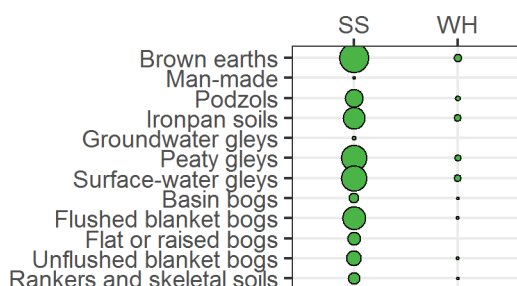 SS WH
Brown earths
Man-made
Podzols
Ironpan soils
Groundwater gleys
Peaty gleys
Surface-water gleys
Basin bogs
Flushed blanket bogs
Flat or raised bogs
Unflushed blanket bogs
Rankers and skeletal soils